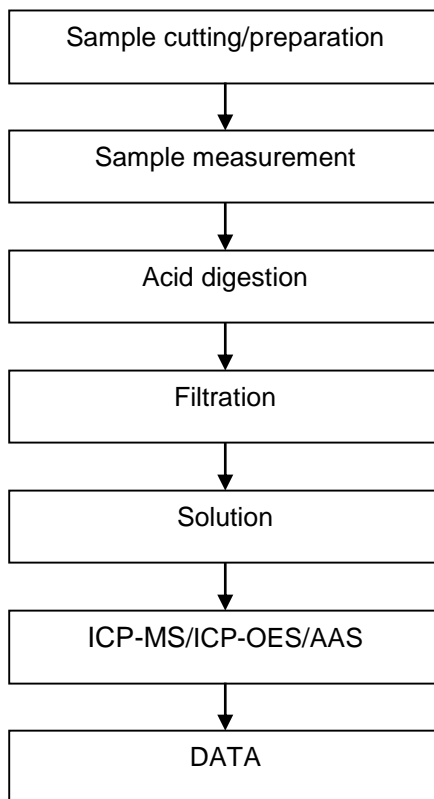 Sample cutting/preparation
Sample measurement
Acid digestion
Filtration
Solution
ICP-MS/ICP-OES/AAS
DATA